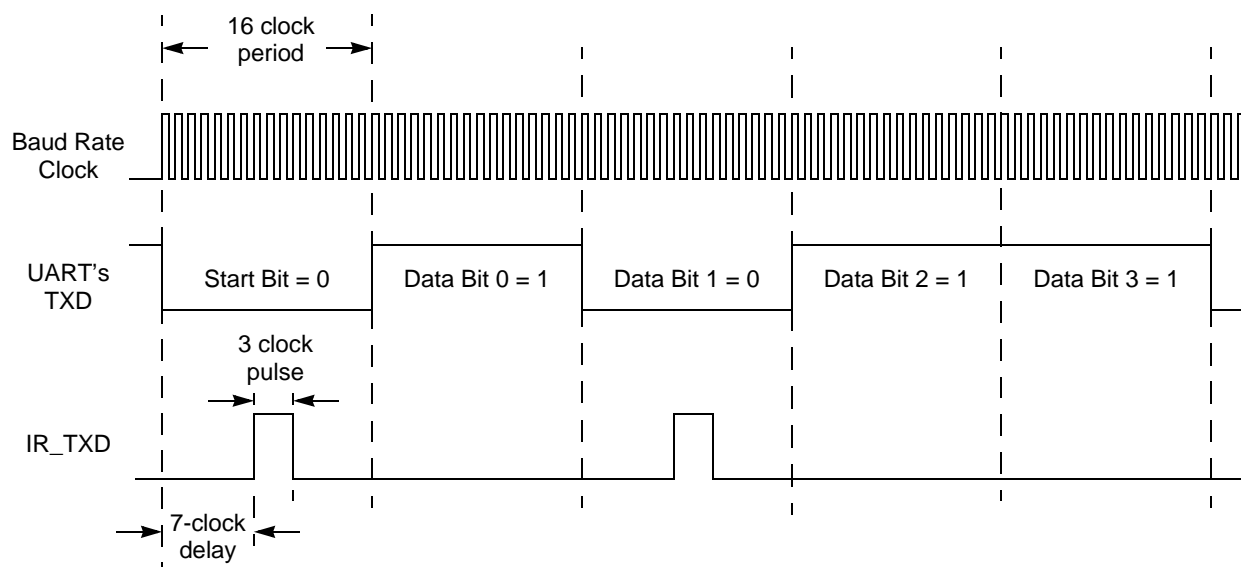 16 clock
period
Baud Rate
Clock
UART's
TXD
Start Bit = 0
Data Bit 0 = 1
Data Bit 1 = 0
Data Bit 2 = 1
Data Bit 3 = 1
3 clock
pulse
IR_TXD
7-clock
delay